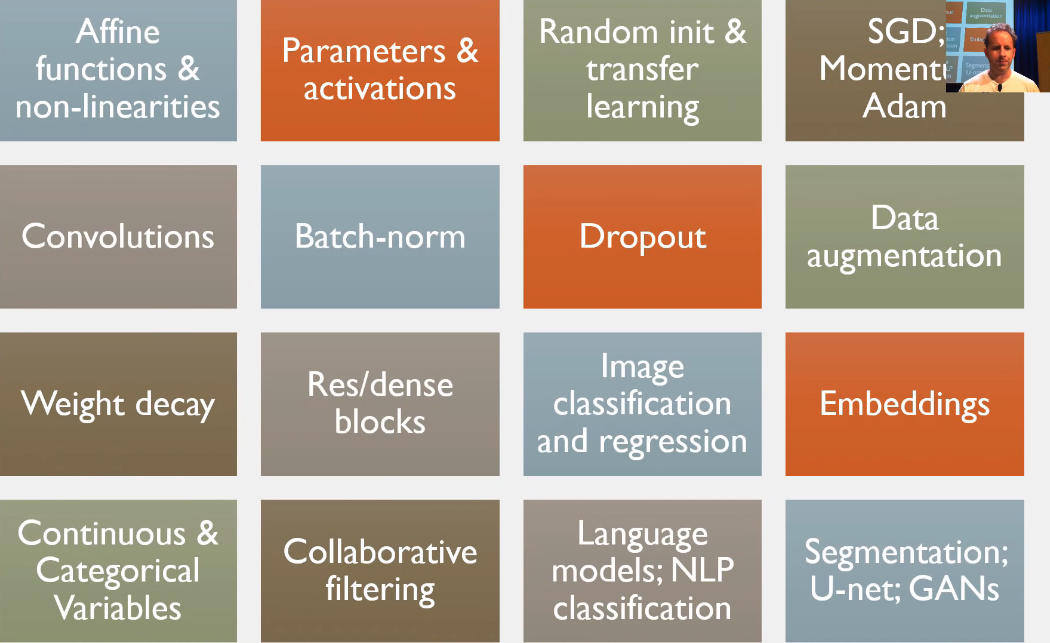 Affine
functions &
non-linearities
Parameters &
activations
Random init &
transfer
learning
SGD;
Adam
Convolutions
Batch-norm
Dropout
Data
augmentation
Weight decay
Res/dense
blocks
Image
classification
and regression
Embeddings
Continuous &
Categorical
Variables
Collaborative
filtering
Language
models; NLP
classification
Segmentation;
U-net; GANs